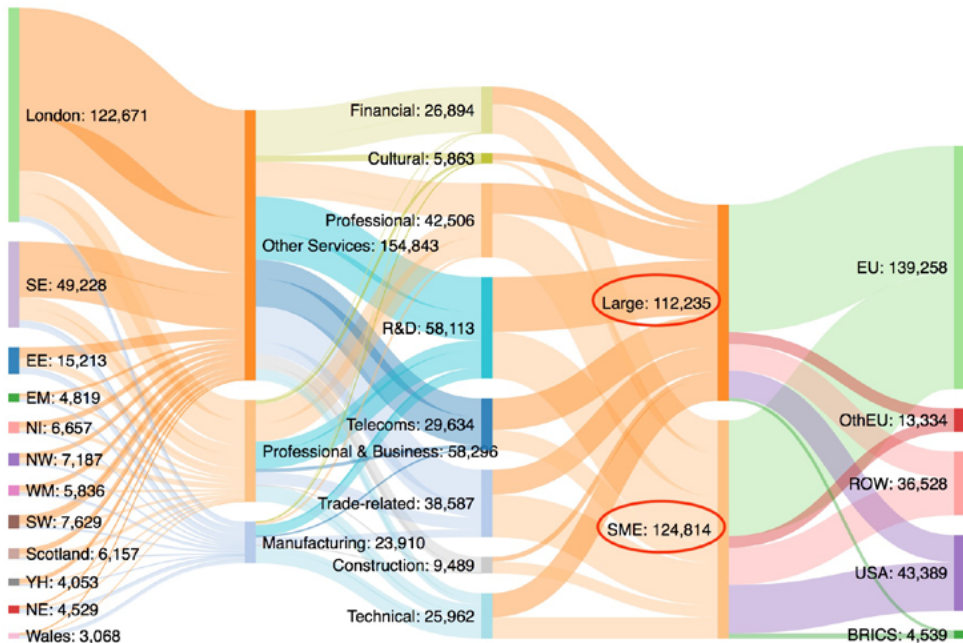 London: 122,671
SE: 49,228
EE: 15,213
EM: 4,819
NI: 6,657
NW: 7,187
WM: 5,836
SW: 7,629
Scotland: 6,157
YH: 4,053
NE: 4,529
Wales: 3,068
Other Services: 154,843
Professional & Business: 58,296
Manufacturing: 23,910
Financial: 26,894
Cultural: 5,863
Professional: 42,506
R&D: 58,113
Telecoms: 29,634
Trade-related: 38,587
Construction: 9,489
Technical: 25,962
Large: 112,235
SME: 124,814
EU: 139,258
OthEU: 13,334
ROW: 36,528
USA: 43,389
BRICS: 4,539